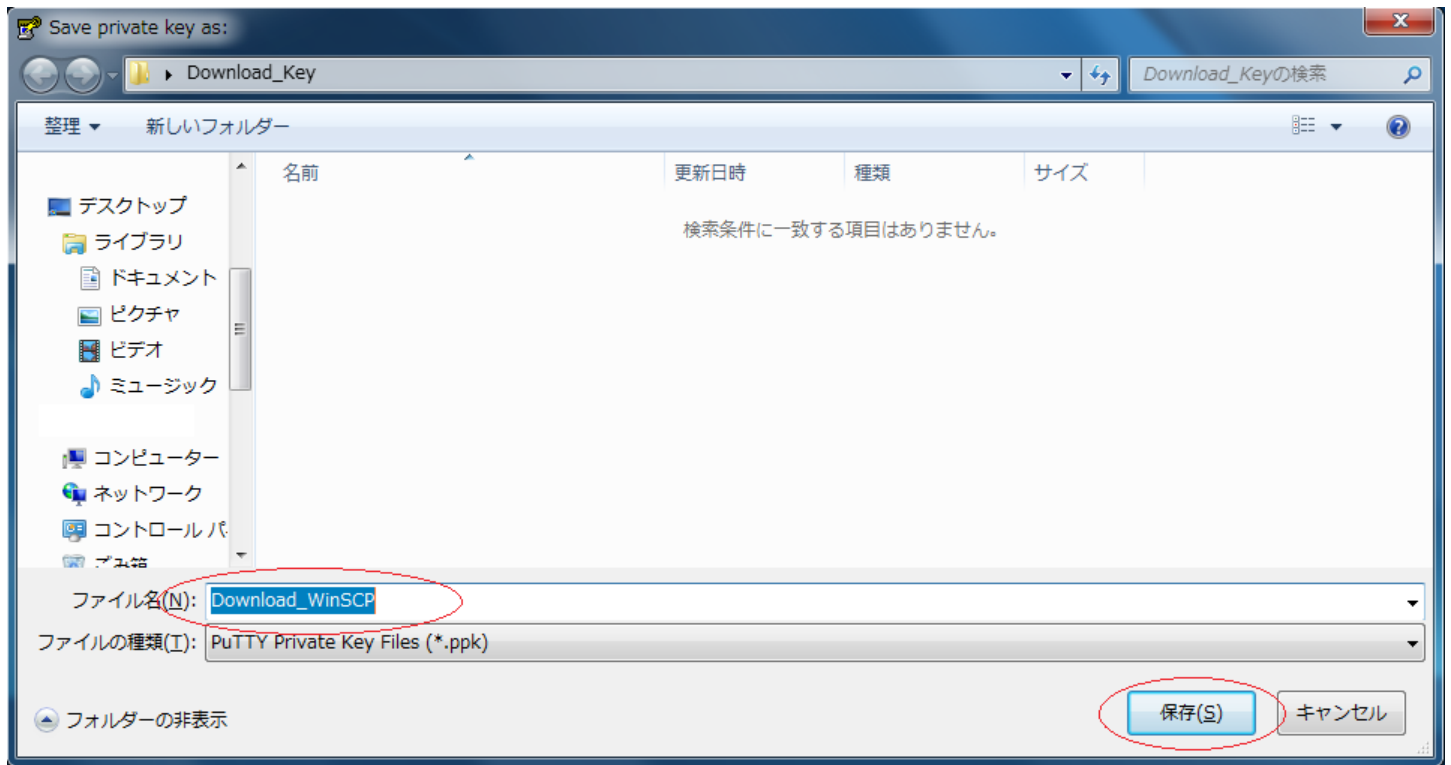 Save private key as:
Download_Key
Download_Keyの検索
整理
新しいフォルダー
名前
更新日時
種類
サイズ
検索条件に一致する項目はありません。
デスクトップ
ライブラリ
ドキュメント
ピクチャ
ビデオ
ミュージック
コンピューター
ネットワーク
コントロール パ
ごみ箱
ファイル名(N): Download_WinSCP
ファイルの種類(T): PuTTY Private Key Files (*.ppk)
フォルダーの非表示
保存(S)
キャンセル